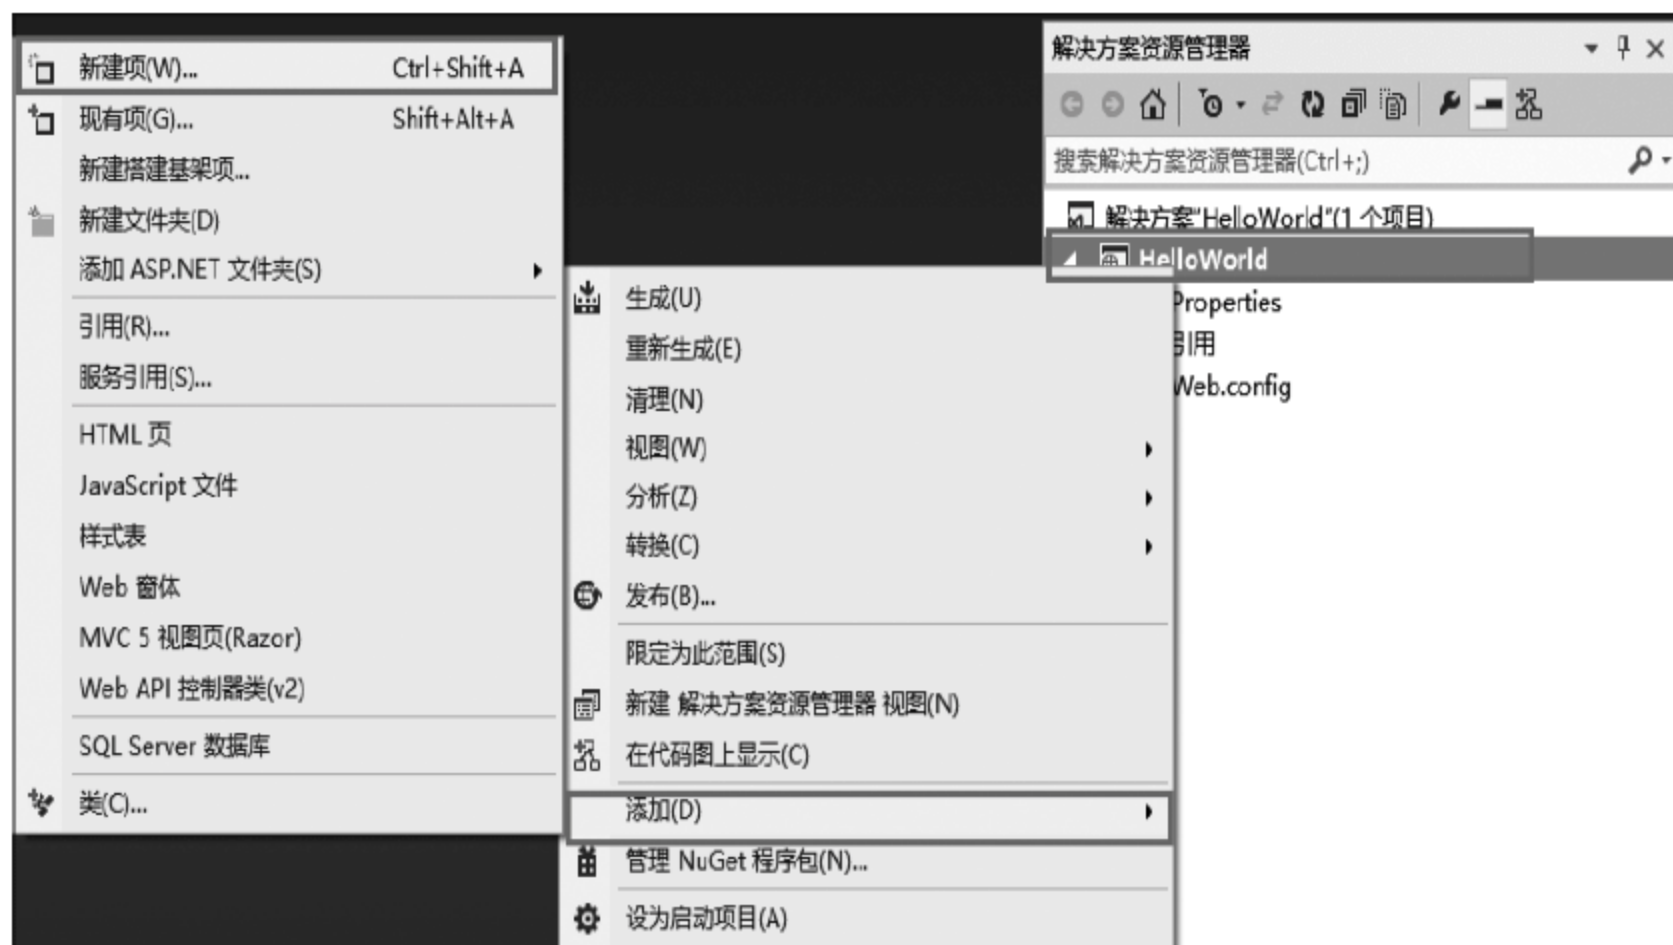 新建项(W)... Ctrl+Shift+A
现有项(G)... Shift+Alt+A
新建搭建基架项...
新建文件夹(D)
添加 ASP.NET 文件夹(S)
引用(R)...
服务引用(S)...
HTML 页
JavaScript 文件
样式表
Web 窗体
MVC 5 视图页(Razor)
Web API 控制器类(v2)
SQL Server 数据库
类(C)...
生成(U)
重新生成(E)
清理(N)
视图(W)
分析(Z)
转换(C)
发布(B)...
限定为此范围(S)
新建 解决方案资源管理器 视图(N)
在代码图上显示(C)
添加(D)
管理 NuGet 程序包(N)...
设为启动项目(A)
解决方案资源管理器
搜索解决方案资源管理器(Ctrl+;)
解决方案"HelloWorld"(1 个项目)
HelloWorld
Properties
引用
Web.config